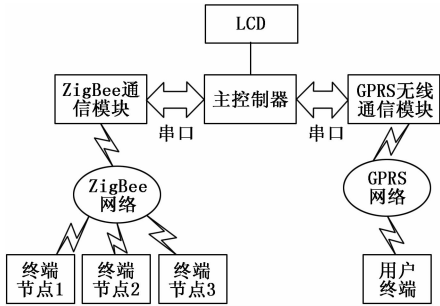 LCD
ZigBee通
信模块
主控制器
GPRS无线
通信模块
串口
串口
ZigBee
网络
GPRS
网络
终端
节点1
终端
节点2
终端
节点3
用户
终端